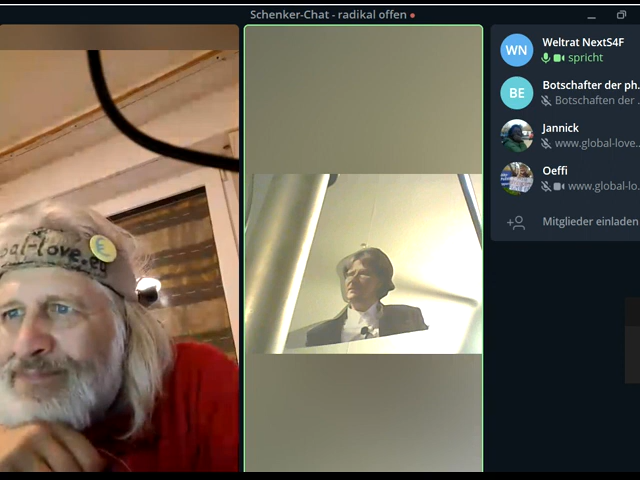 Schenker-Chat - radikal offen
WN
Weltrat NextS4F
spricht
BE
Botschafter der ph.
Botschaften der .
Jannick
www.global-love..
Oeffi
www.global-lo.
Mitglieder einladen
bal-love.eu